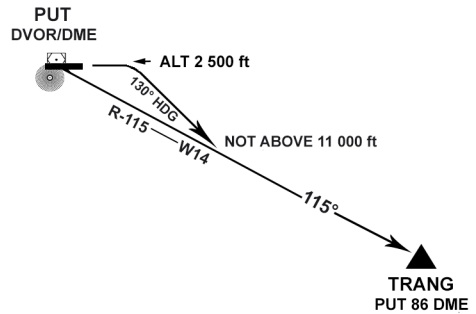 PUT
DVOR/DME
ALT 2 500 ft
130° HDG
R-115
W14
NOT ABOVE 11 000 ft
115°
TRANG
PUT 86 DME